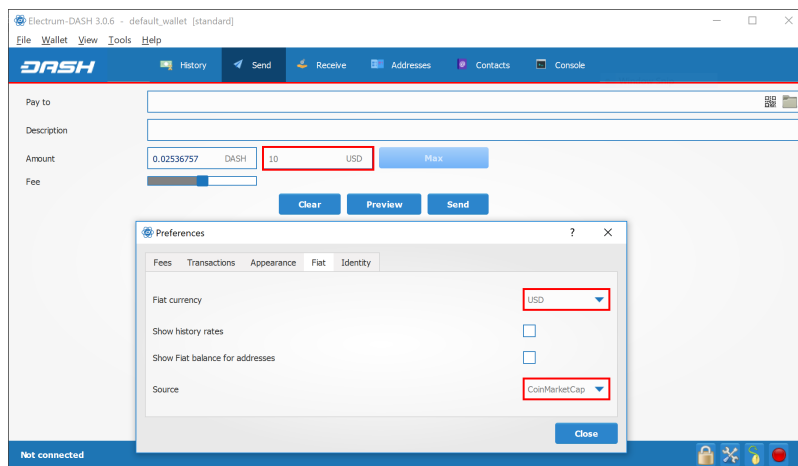 Electrum-DASH 3.0.6 - default_wallet [standard]
File Wallet View Tools Help
DASH History Send Receive Addresses Contacts Console
Pay to
Description
Amount 0.02536757 DASH 10 USD Max
Fee
Clear Preview Send
Preferences ?
Fees Transactions Appearance Fiat Identity
Fiat currency USD
Show history rates
Show Fiat balance for addresses
Source CoinMarketCap
Close
Not connected